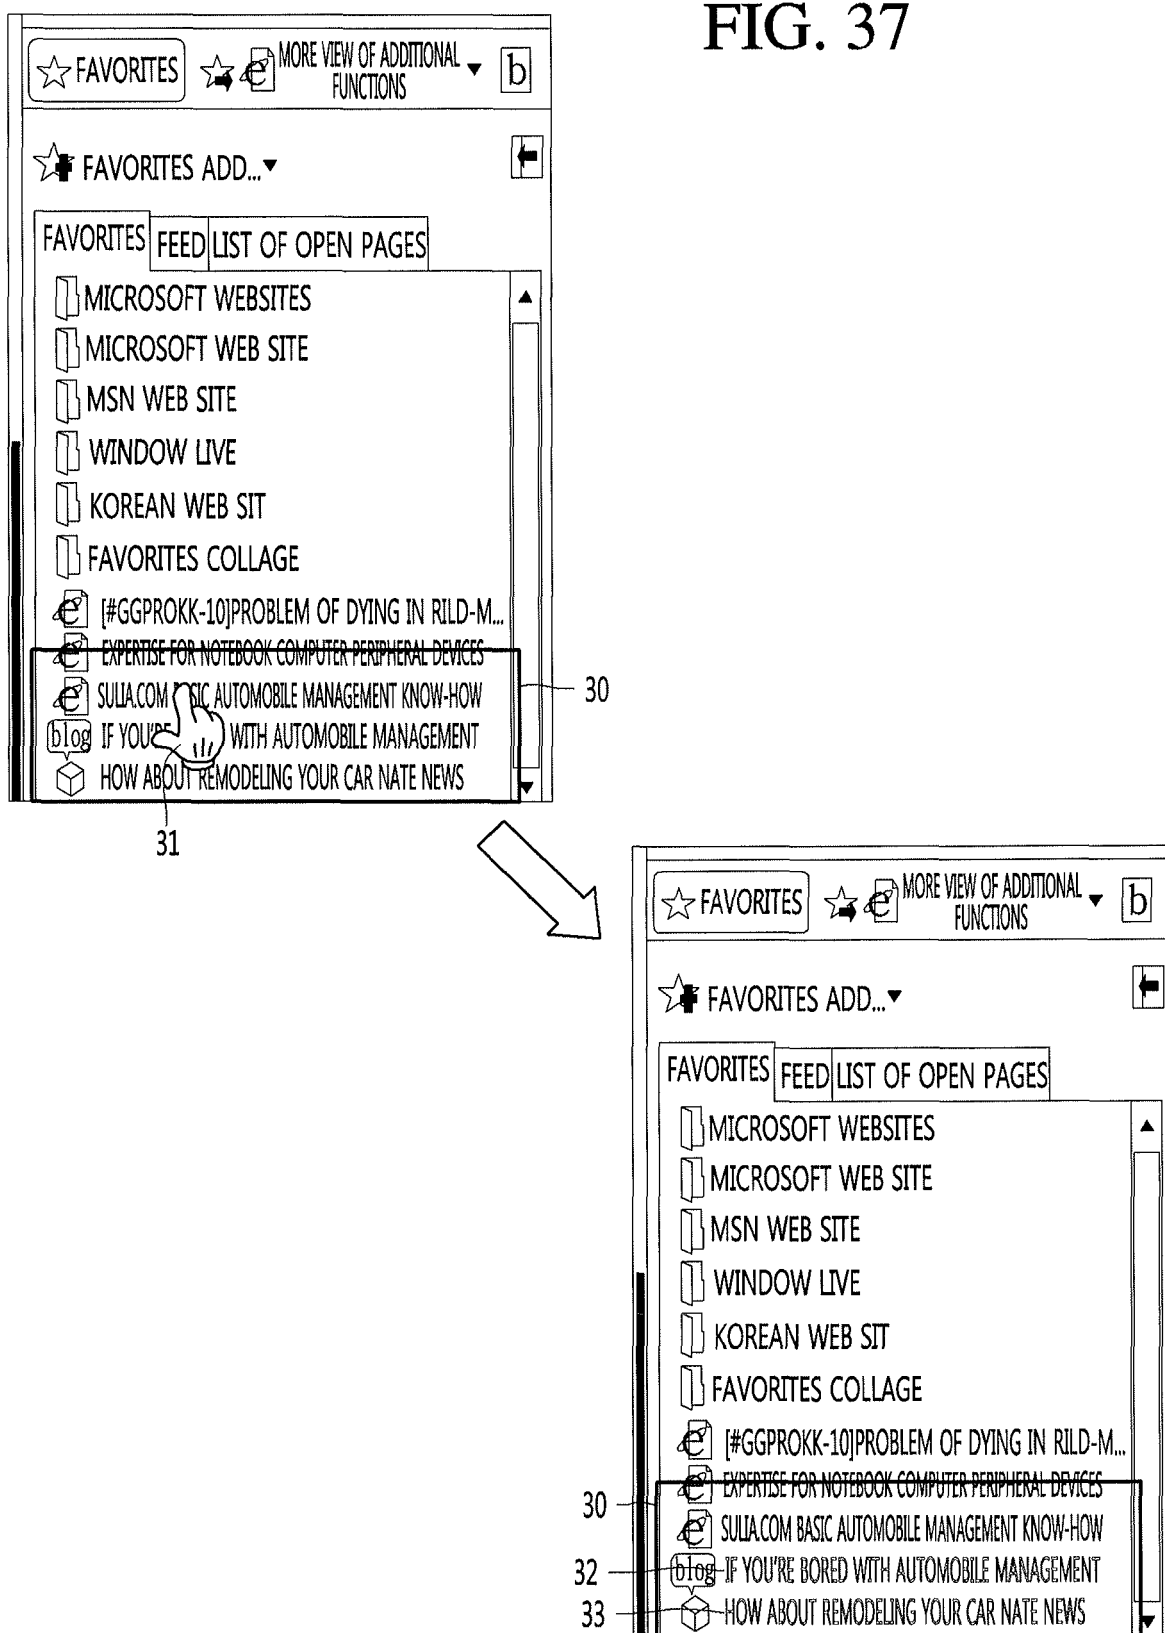 FIG. 37
FAVORITES
MORE VIEW OF ADDITIONAL
FUNCTIONS
b
FAVORITES ADD...
FAVORITES FEED LIST OF OPEN PAGES
MICROSOFT WEBSITES
MICROSOFT WEB SITE
MSN WEB SITE
WINDOW LIVE
KOREAN WEB SIT
FAVORITES COLLAGE
e [#GGPROKK-10]PROBLEM OF DYING IN RILD-M...
e EXPERTISE FOR NOTEBOOK COMPUTER PERIPHERAL DEVICES
e SULIA.COM AUTOMOBILE MANAGEMENT KNOW-HOW
30
blog IF WITH AUTOMOBILE MANAGEMENT
HOW ABOUT REMODELING YOUR CAR NATE NEWS
31
FAVORITES
MORE VIEW OF ADDITIONAL
FUNCTIONS
b
FAVORITES ADD...
FAVORITES FEED LIST OF OPEN PAGES
MICROSOFT WEBSITES
MICROSOFT WEB SITE
MSN WEB SITE
WINDOW LIVE
KOREAN WEB SIT
FAVORITES COLLAGE
e [#GGPROKK-10]PROBLEM OF DYING IN RILD-M...
e EXPERTISE FOR NOTEBOOK COMPUTER PERIPHERAL DEVICES
30
e SULIA.COM BASIC AUTOMOBILE MANAGEMENT KNOW-HOW
32 blog IF YOU'RE BORED WITH AUTOMOBILE MANAGEMENT
33 HOW ABOUT REMODELING YOUR CAR NATE NEWS